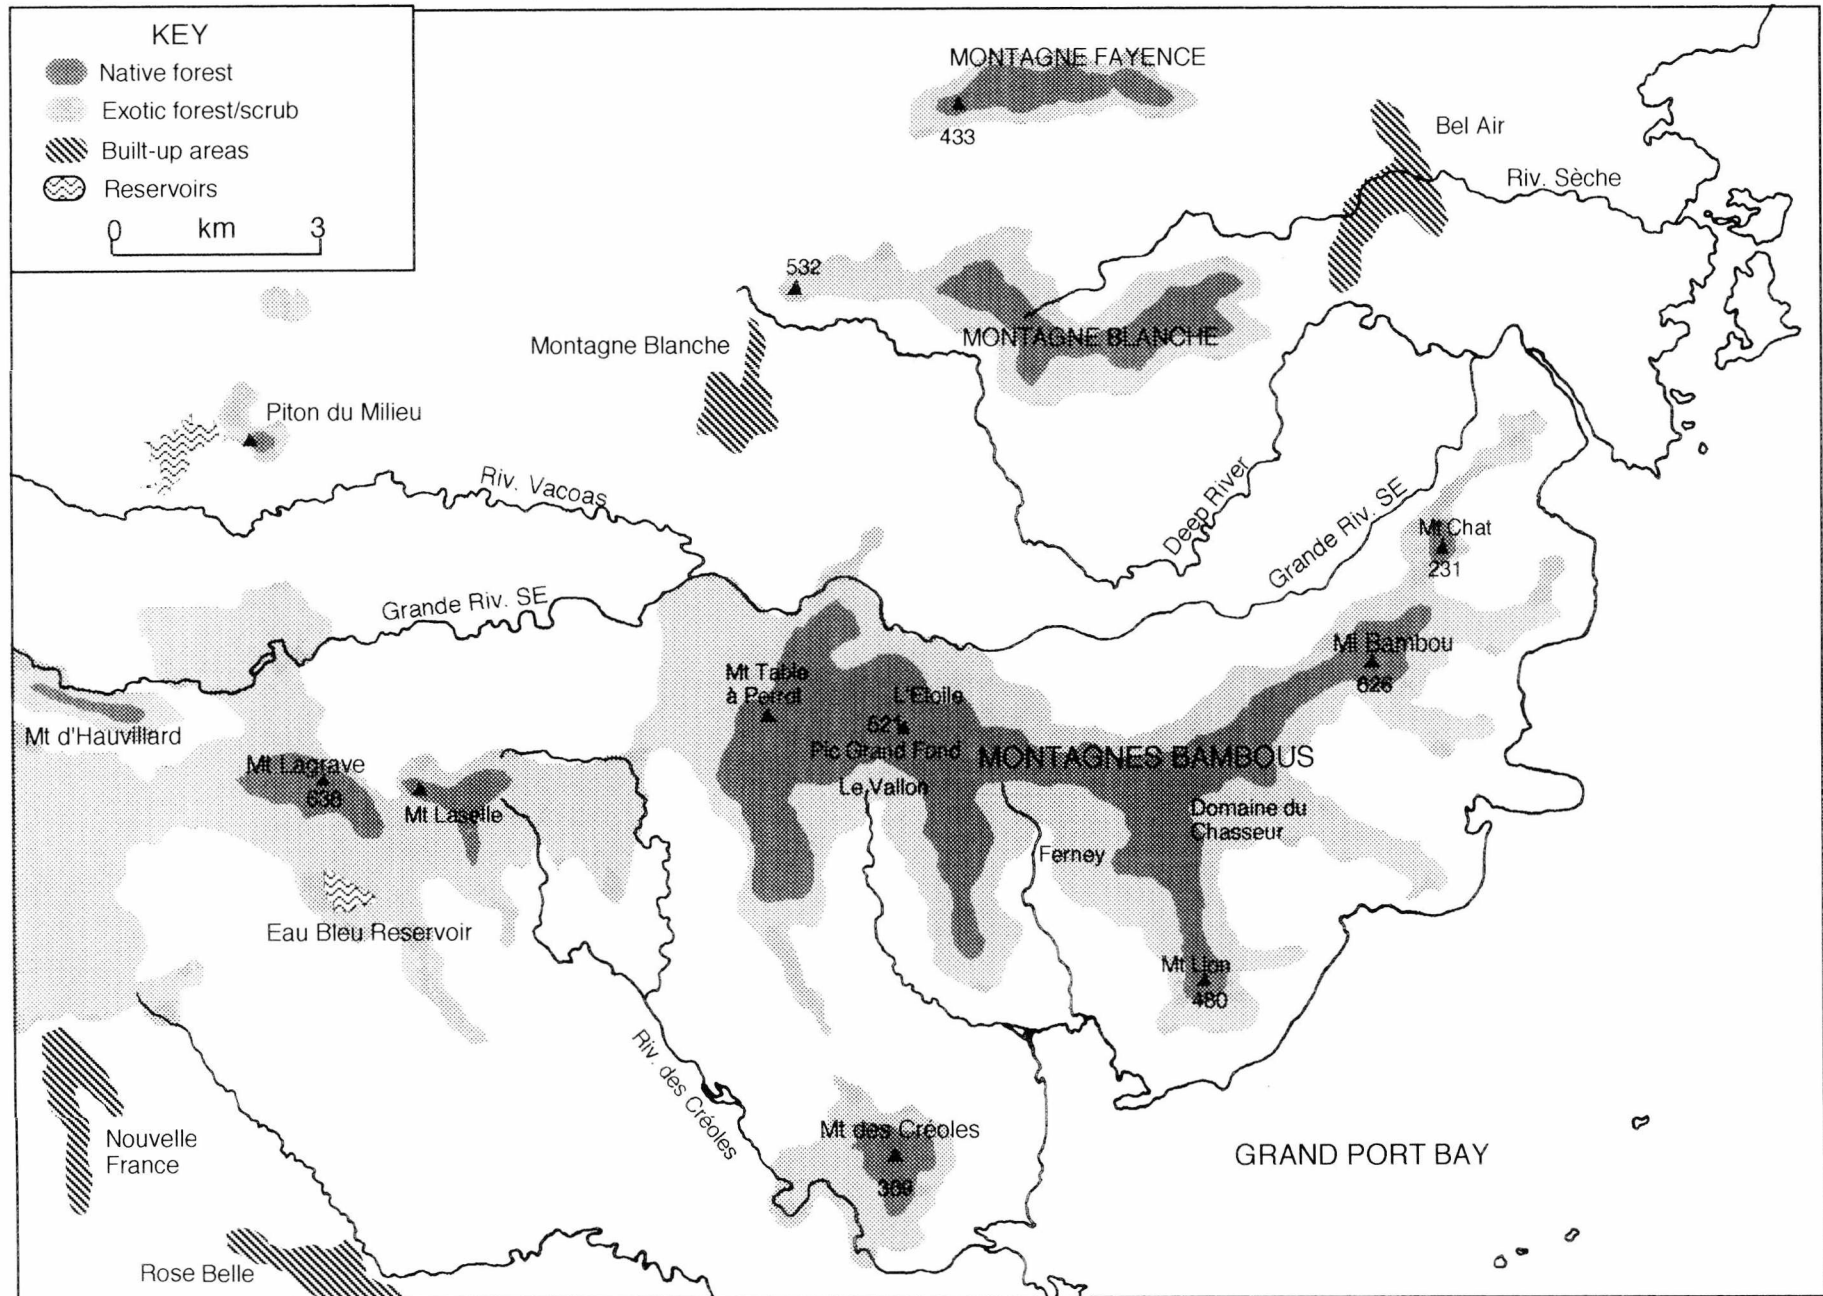 KEY
Native forest
Exotic forest/scrub
Built-up areas
Reservoirs
0 km 3
MONTAGNE FAYENCE
433
Bel Air
Riv. Sèche
532
MONTAGNE BLANCHE
Montagne Blanche
Piton du Milieu
Riv. Vacoas
Deep River
Grande Riv. SE
Mt Chat
231
Grande Riv. SE
Mt Bambou
626
Mt Table
à Perrot
L'Etoile
621
Pic Grand Fond
MONTAGNES BAMBOUS
Mt d'Hauvillard
Mt Lagrave
638
Mt Laselle
Le Vallon
Domaine du
Chasseur
Ferney
Eau Bleu Reservoir
Mt Lion
480
Riv. des Créoles
Mt des Créoles
369
Nouvelle
France
GRAND PORT BAY
Rose Belle